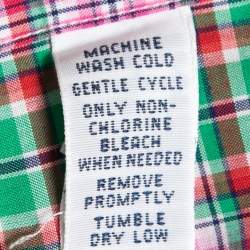 MACHINE
WASH COLD
GENTLE CYCLE
ONLY NON-
CHLORINE
BLEACH
WHEN NEEDED
REMOVE
PROMPTLY
TUMBLE
DRY LOW